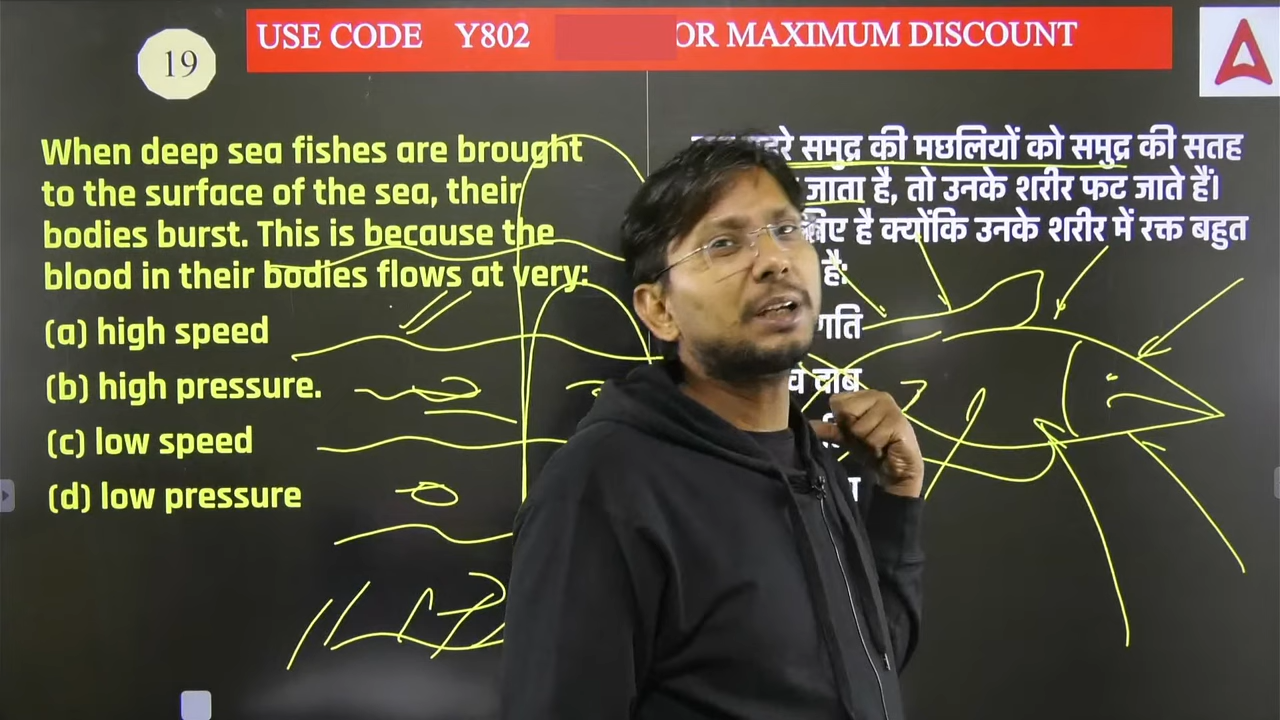 USE CODE Y802 OR MAXIMUM DISCOUNT
19
When deep sea fishes are brought
to the surface of the sea, their
bodies burst. This is because the
blood in their bodies flows at very:
(a) high speed
(b) high pressure.
(c) low speed
(d) low pressure
समुद्र की मछलियों को समुद्र की सतह
जाता है, तो उनके शरीर फट जाते हैं।
है क्योंकि उनके शरीर में रक्त बहुत
है:
गति
दाब